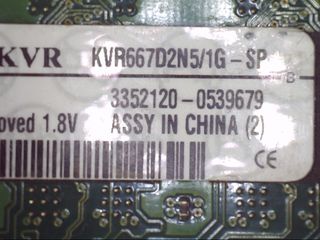 KVR KVR667D2N5/1G-SP
3352120-0539679
oved 1.8V ASSY IN CHINA (2)
CE